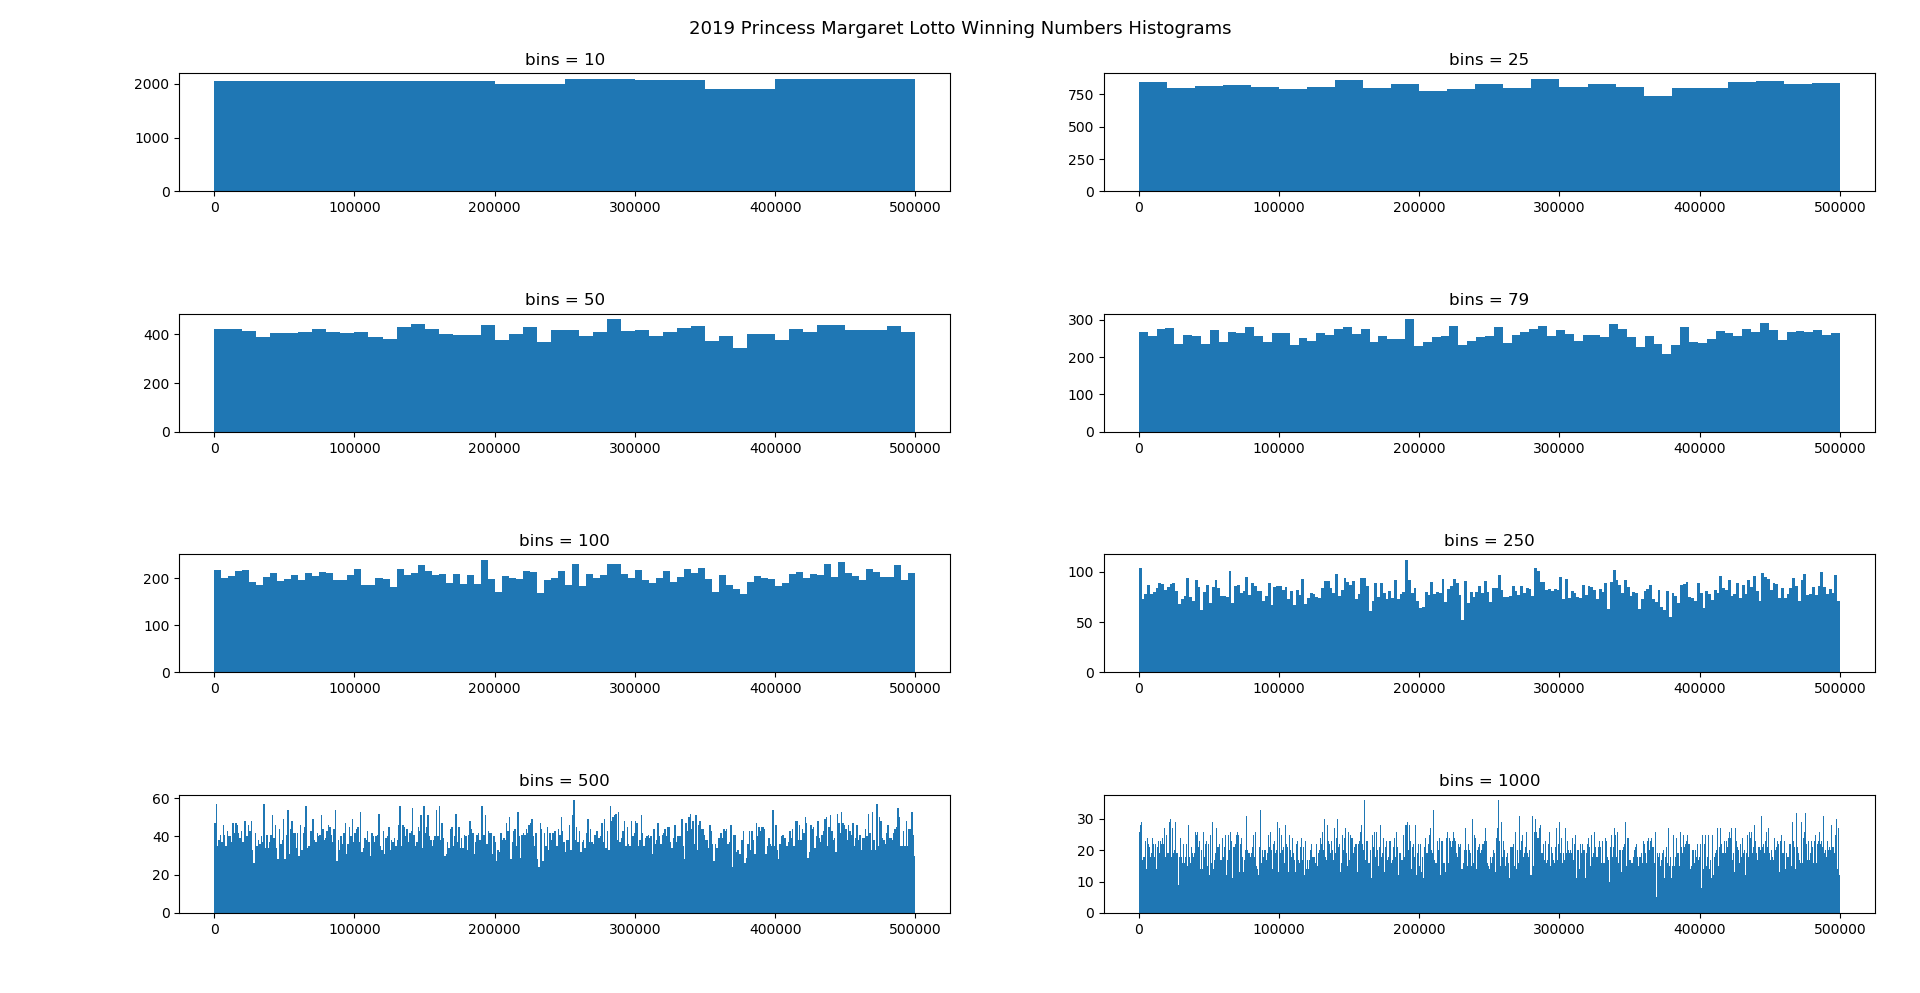 2019 Princess Margaret Lotto Winning Numbers Histograms
bins = 10
2000
1000
0
0 100000 200000 300000 400000 500000
bins = 25
750
500
250
0
0 100000 200000 300000 400000 500000
bins = 50
400
200
0
0 100000 200000 300000 400000 500000
bins = 79
300
200
100
0
0 100000 200000 300000 400000 500000
bins = 100
200
100
0
0 100000 200000 300000 400000 500000
bins = 250
100
50
0
0 100000 200000 300000 400000 500000
bins = 500
60
40
20
0
0 100000 200000 300000 400000 500000
bins = 1000
30
20
10
0
0 100000 200000 300000 400000 500000